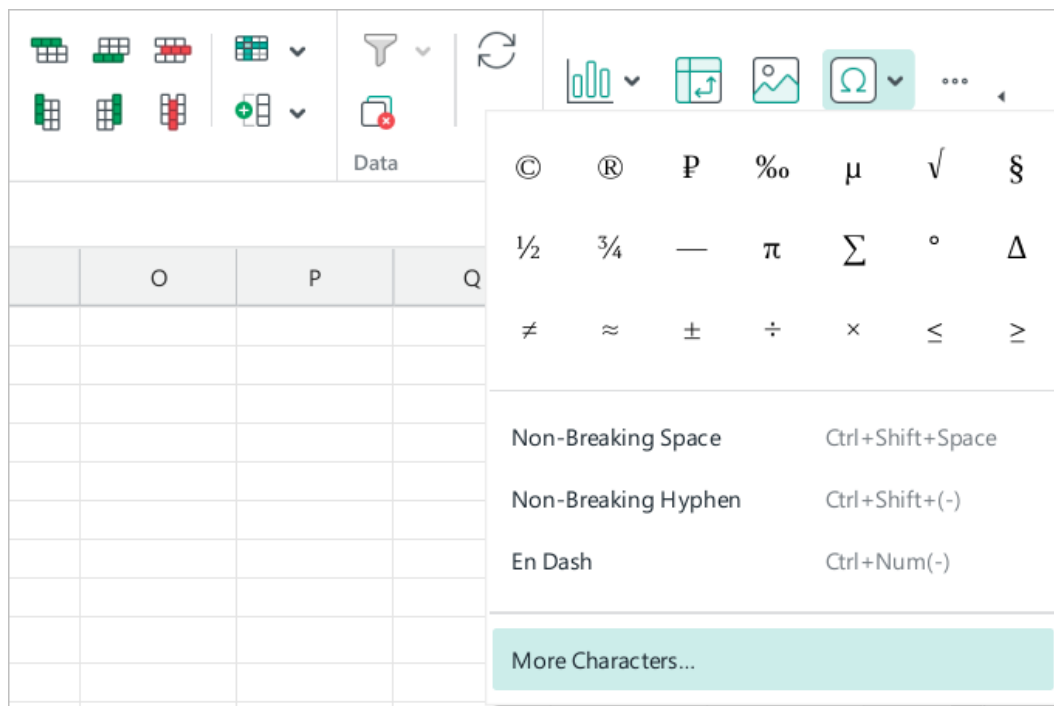 Ω
Data
© ® ₽ ‰ µ √ §
½ ¾ — π ∑ ° Δ
≠ ≈ ± ÷ × ≤ ≥
O P Q
Non-Breaking Space Ctrl+Shift+Space
Non-Breaking Hyphen Ctrl+Shift+(-)
En Dash Ctrl+Num(-)
More Characters...